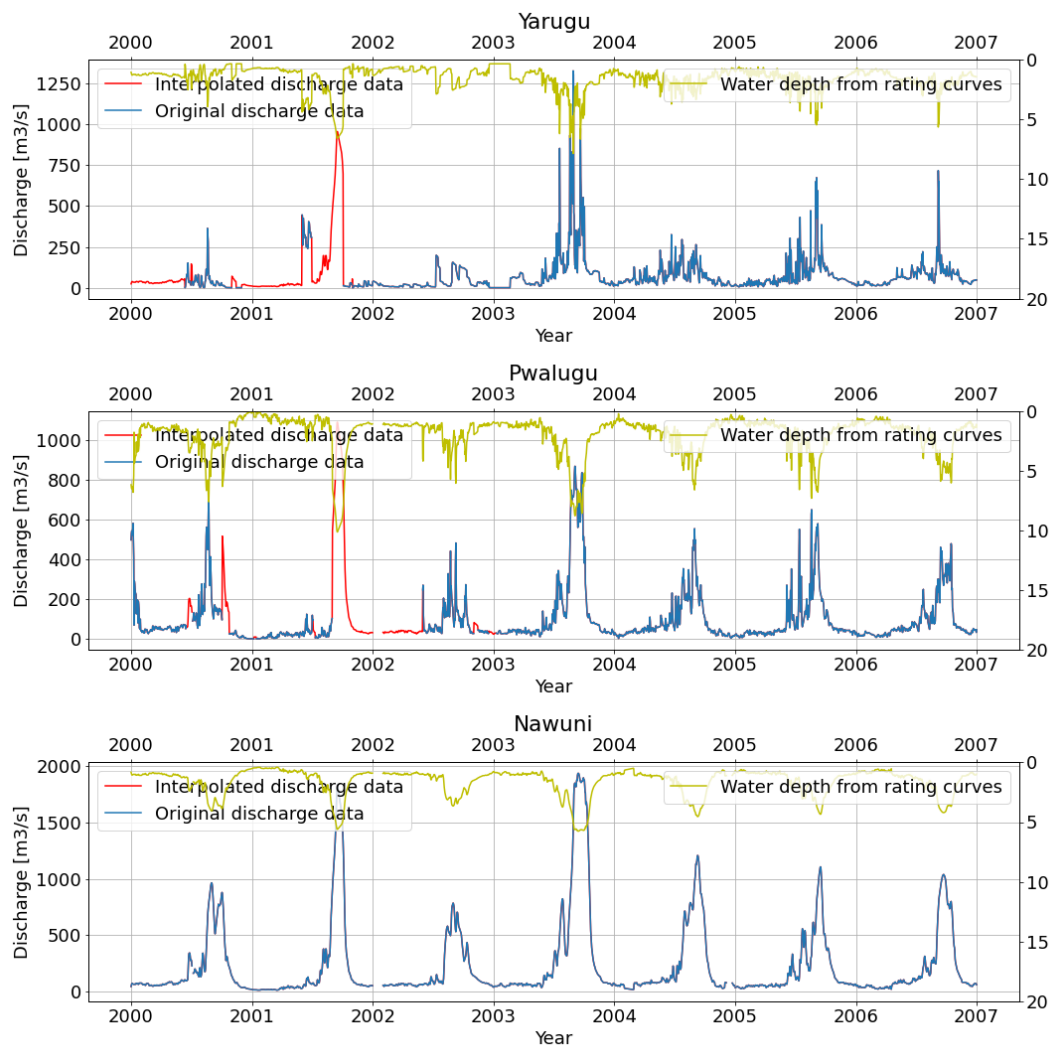 Yarugu
2000 2001 2002 2003 2004 2005 2006 2007
Interpolated discharge data
Original discharge data
Water depth from rating curves
Discharge [m3/s]
1250
1000
750
500
250
0
0
5
10
15
20
2000 2001 2002 2003 2004 2005 2006 2007
Year
Pwalugu
2000 2001 2002 2003 2004 2005 2006 2007
Interpolated discharge data
Original discharge data
Water depth from rating curves
Discharge [m3/s]
1000
800
600
400
200
0
0
5
10
15
20
2000 2001 2002 2003 2004 2005 2006 2007
Year
Nawuni
2000 2001 2002 2003 2004 2005 2006 2007
Interpolated discharge data
Original discharge data
Water depth from rating curves
Discharge [m3/s]
2000
1500
1000
500
0
0
5
10
15
20
2000 2001 2002 2003 2004 2005 2006 2007
Year